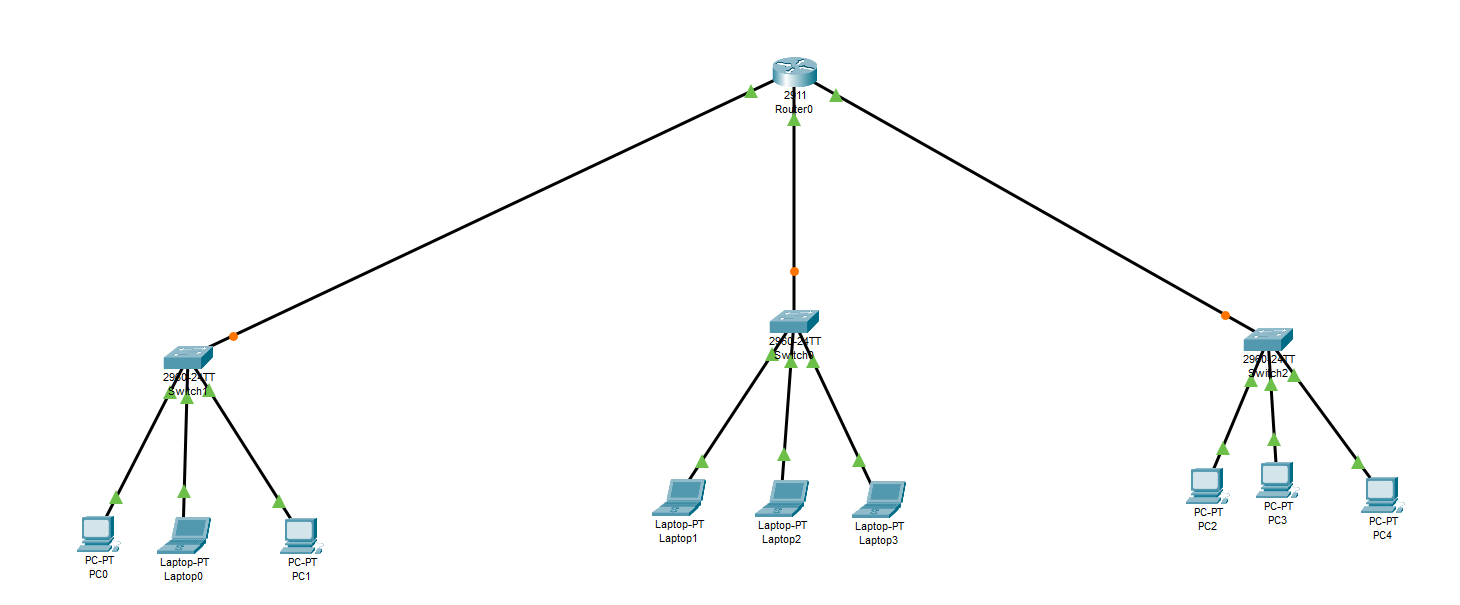 2911
Router0
2960-24TT
Switch1
2960-24TT
Switch0
2960-24TT
Switch2
PC-PT
PC0
Laptop-PT
Laptop0
PC-PT
PC1
Laptop-PT
Laptop1
Laptop-PT
Laptop2
Laptop-PT
Laptop3
PC-PT
PC2
PC-PT
PC3
PC-PT
PC4